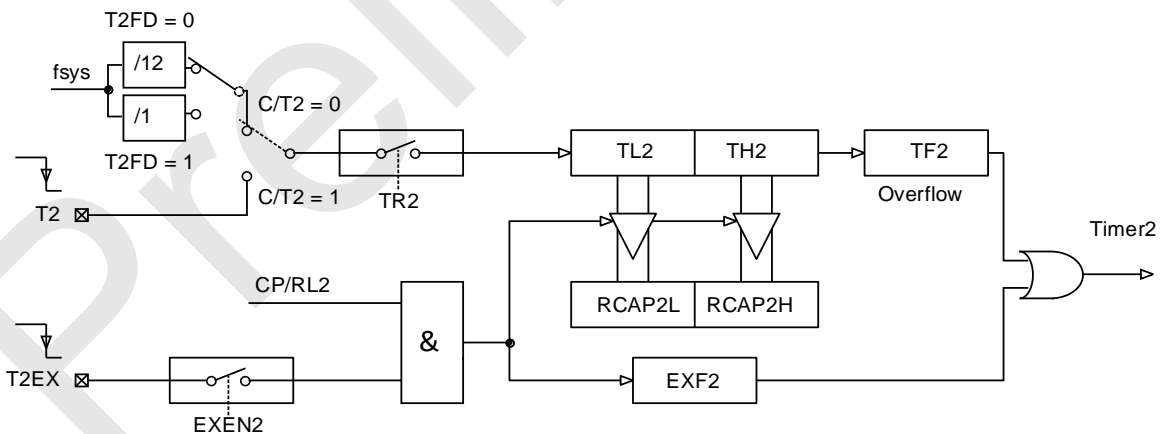 T2FD = 0
/12
fsys
C/T2 = 0
/1
T2FD = 1
TL2
TH2
TF2
Overflow
T2
C/T2 = 1
TR2
Timer2
CP/RL2
RCAP2L
RCAP2H
&
T2EX
EXF2
EXEN2